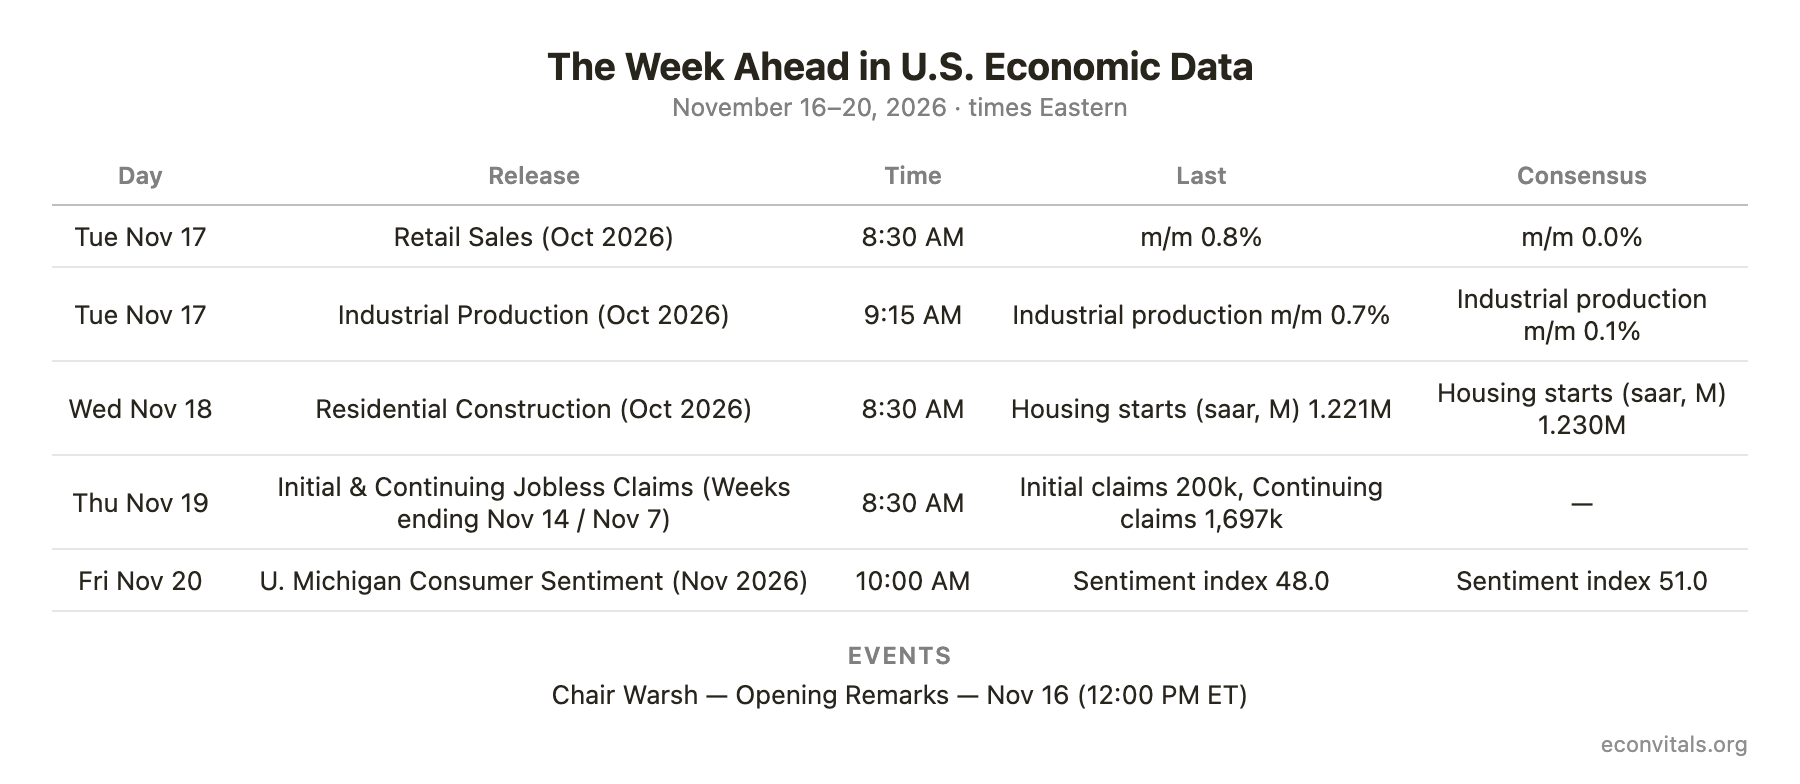 The Week Ahead in U.S. Economic Data
November 16–20, 2026 · times Eastern
Day Release Time Last Consensus
Tue Nov 17 Retail Sales (Oct 2026) 8:30 AM m/m 0.8% m/m 0.0%
Tue Nov 17 Industrial Production (Oct 2026) 9:15 AM Industrial production m/m 0.7% Industrial production
m/m 0.1%
Wed Nov 18 Residential Construction (Oct 2026) 8:30 AM Housing starts (saar, M) 1.221M Housing starts (saar, M)
1.230M
Thu Nov 19 Initial & Continuing Jobless Claims (Weeks
ending Nov 14 / Nov 7) 8:30 AM Initial claims 200k, Continuing
claims 1,697k —
Fri Nov 20 U. Michigan Consumer Sentiment (Nov 2026) 10:00 AM Sentiment index 48.0 Sentiment index 51.0
EVENTS
Chair Warsh — Opening Remarks — Nov 16 (12:00 PM ET)
econvitals.org